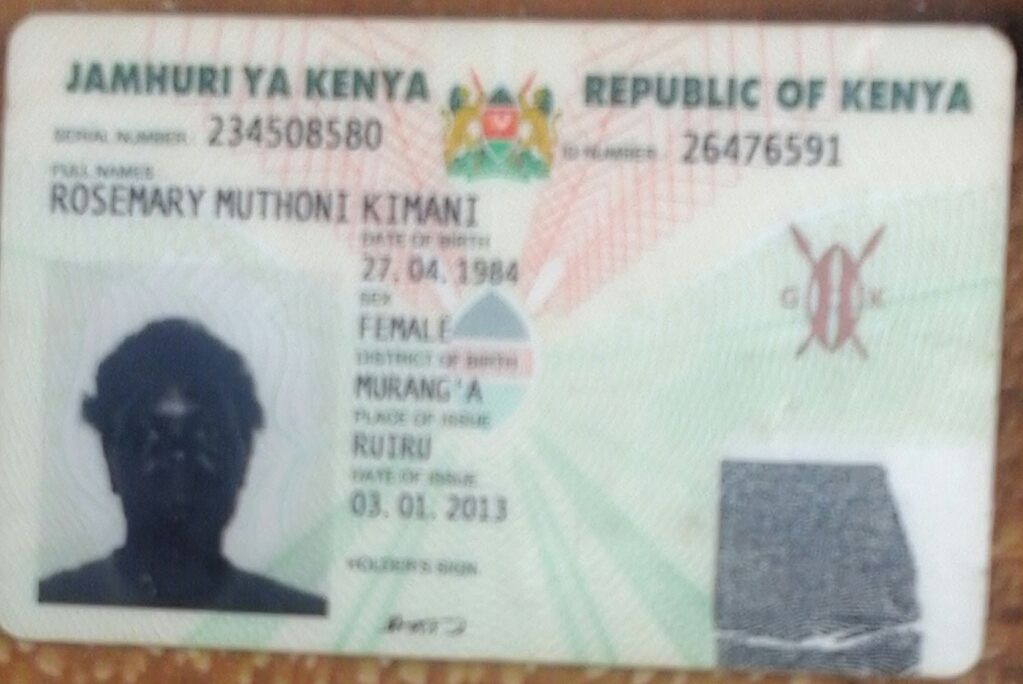 JAMHURI YA KENYA REPUBLIC OF KENYA
SERIAL NUMBER 234508580 ID NUMBER 26476591
FULL NAMES
ROSEMARY MUTHONI KIMANI
DATE OF BIRTH
27. 04. 1984
SEX
FEMALE
DISTRICT OF BIRTH
MURANG'A
PLACE OF ISSUE
RUIRU
DATE OF ISSUE
03. 01. 2013
HOLDER'S SIGN
G K